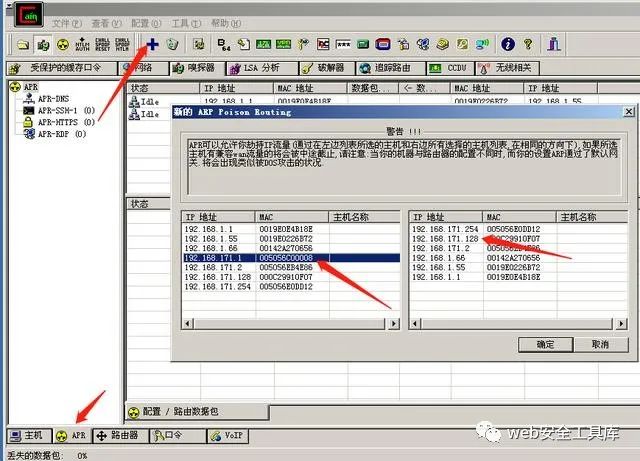 ain
文件(F) 查看(V) 配置(C) 工具(T) 帮助(H)
NTLM AUTH CHALL SPOOF RESET CHALL SPOOF NTLM B 64
受保护的缓存口令 网络 嗅探器 LSA 分析 破解器 追踪路由 CCDU 无线相关
APR
APR-DNS
APR-SSH-1 (0)
APR-HTTPS (0)
APR-RDP (0)
状态 IP 地址 MAC 地址 数据包... <- 数... MAC 地址 IP 地址
Idle 192.168.1.1 0019E0E4B18E 0019E0226B72 192.168.1.55
Idle
状态
新的 ARP Poison Routing
警告 !!!
APR可以允许你劫持IP流量(通过在左边列表所选的主机和右边所有选择的主机列表,在相同的方向下),如果所选
主机有兼容wan流量的将会被中途截止,请注意:当你的机器与路由器的配置不同时,而你的设置ARP通过了默认网
关.将会出现类似被DOS攻击的状况.
IP 地址 MAC 主机名称
192.168.1.1 0019E0E4B18E
192.168.1.55 0019E0226B72
192.168.1.66 00142A270656
192.168.171.1 005056C00008
192.168.171.2 005056EB4E86
192.168.171.128 000C29910F07
192.168.171.254 005056E0DD12
IP 地址 MAC 主机名称
192.168.171.254 005056E0DD12
192.168.171.128 000C29910F07
192.168.171.2 005056EB4E86
192.168.1.66 00142A270656
192.168.1.55 0019E0226B72
192.168.1.1 0019E0E4B18E
确定 取消
配置 / 路由数据包
主机 APR 路由器 口令 VoIP
web安全工具库
丢失的数据包: 0%